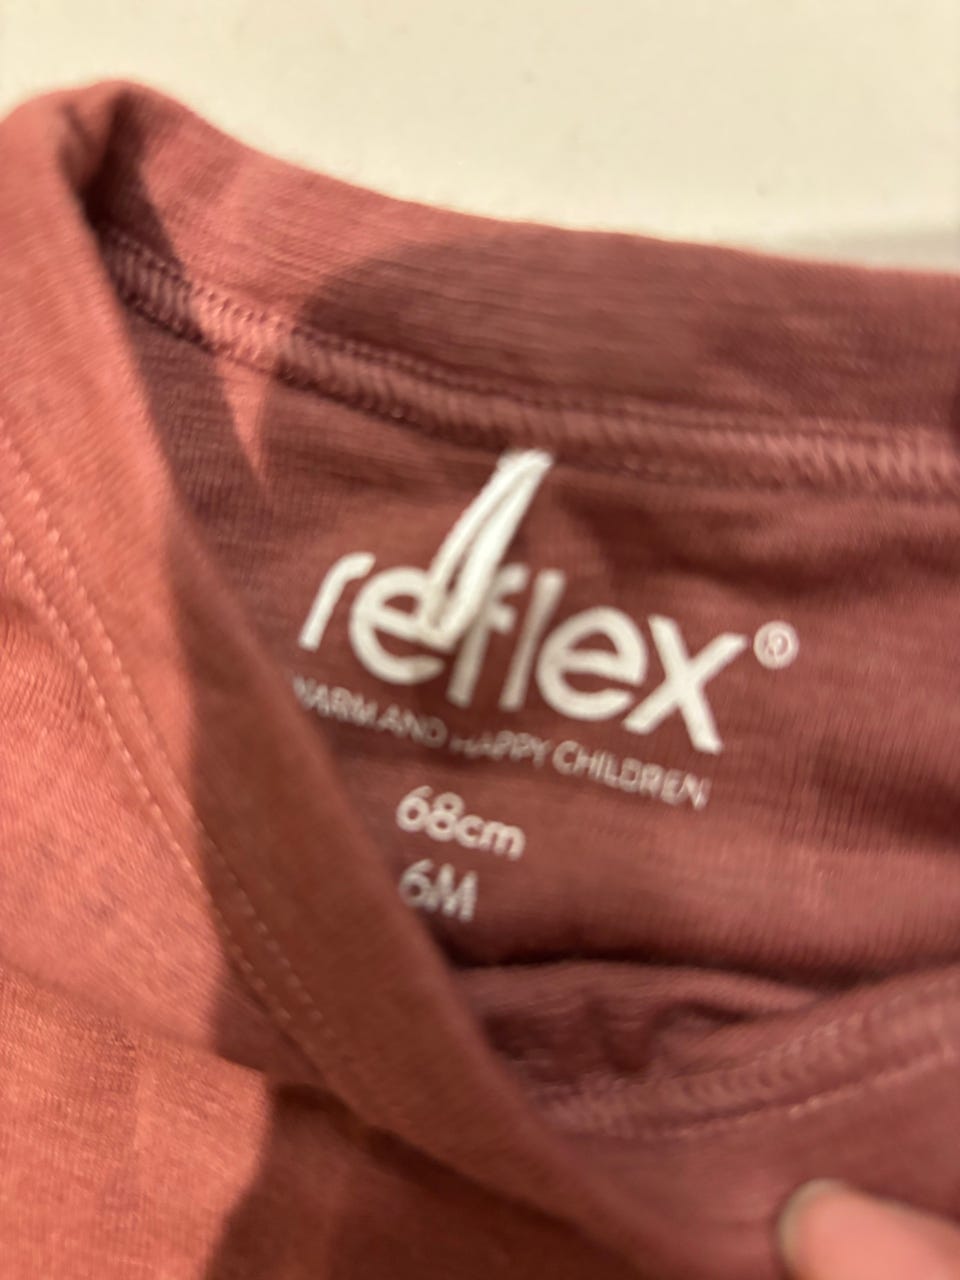 reflex®
WARM AND HAPPY CHILDREN
68cm
6M